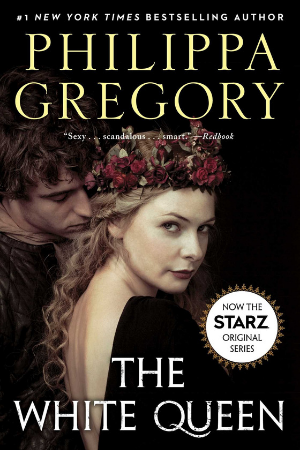 #1 NEW YORK TIMES BESTSELLING AUTHOR
PHILIPPA
GREGORY
"Sexy . . . scandalous . . . smart." —Redbook
NOW THE
STARZ
ORIGINAL
SERIES
THE
WHITE QUEEN